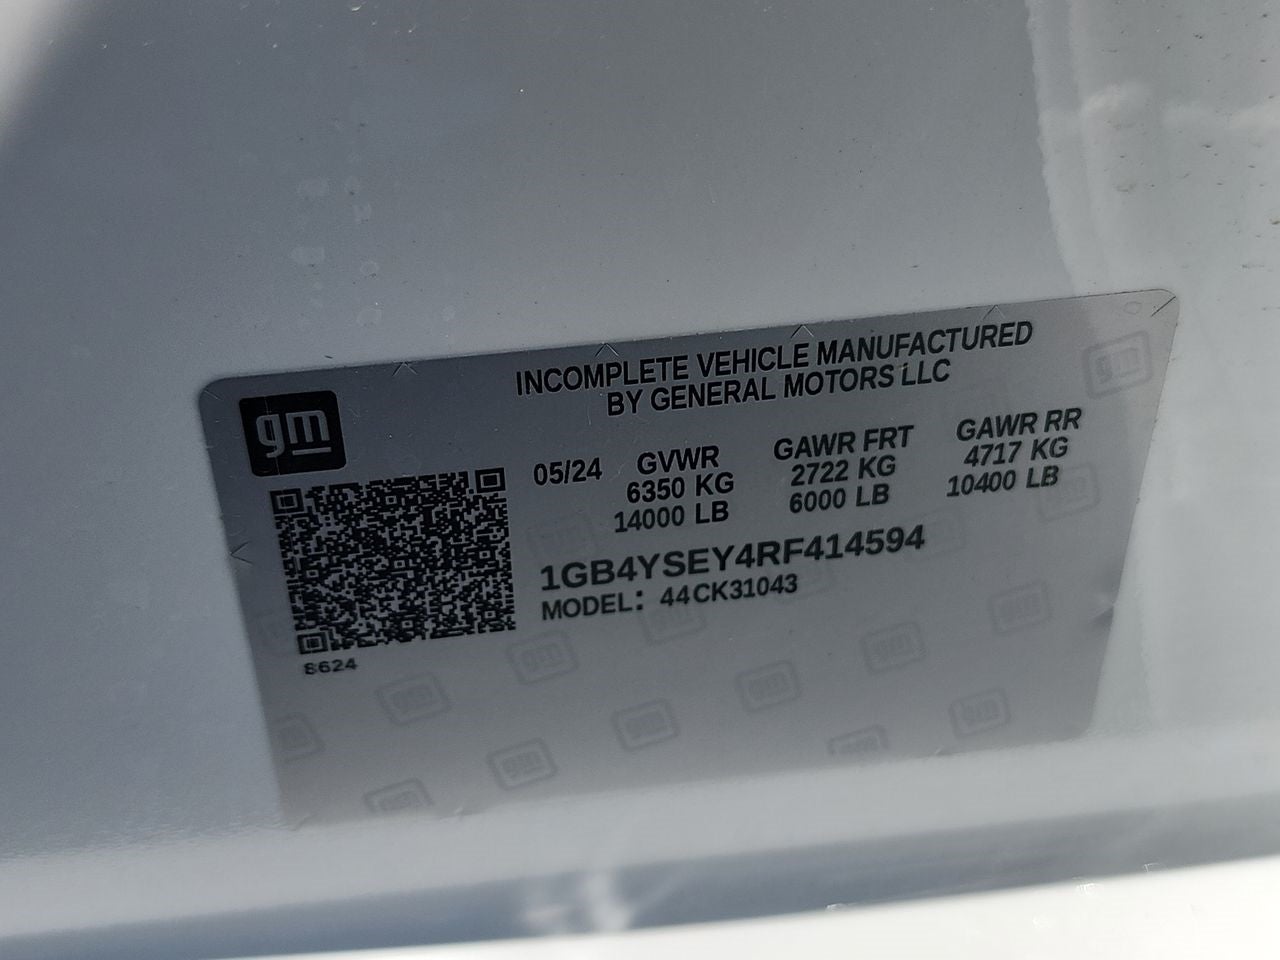 INCOMPLETE VEHICLE MANUFACTURED
BY GENERAL MOTORS LLC
gm
05/24 GVWR GAWR FRT GAWR RR
6350 KG 2722 KG 4717 KG
14000 LB 6000 LB 10400 LB
1GB4YSEY4RF414594
MODEL: 44CK31043
8624